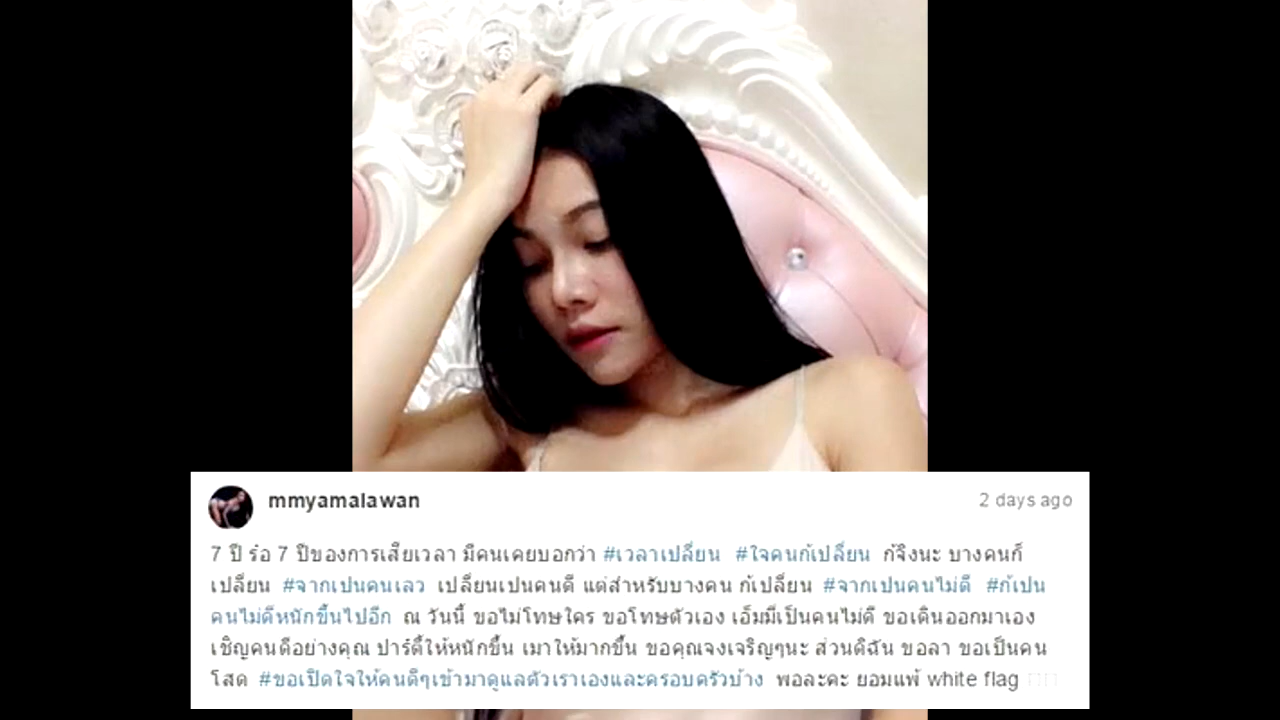 mmyamalawan
2 days ago
7 ปี ร๋อ 7 ปีของการเสียเวลา มีคนเคยบอกว่า #เวลาเปลี่ยน #ใจคนก้เปลี่ยน ก้จิงนะ บางคนก็
เปลี่ยน #จากเปนคนเลว เปลี่ยนเปนคนดี แต่สำหรับบางคน ก้เปลี่ยน #จากเปนคนไม่ดี #ก้เปน
คนไม่ดีหนักขึ้นไปอีก ณ วันนี้ ขอไม่โทษใคร ขอโทษตัวเอง เอ็มมี่เป็นคนไม่ดี ขอเดินออกมาเอง
เชิญคนดีอย่างคุณ ปาร์ตี้ให้หนักขึ้น เมาให้มากขึ้น ขอคุณจงเจริญๆนะ ส่วนดิฉัน ขอลา ขอเป็นคน
โสด #ขอเปิดใจให้คนดีๆเข้ามาดูแลตัวเราเองและครอบครัวบ้าง พอละคะ ยอมแพ้ white flag